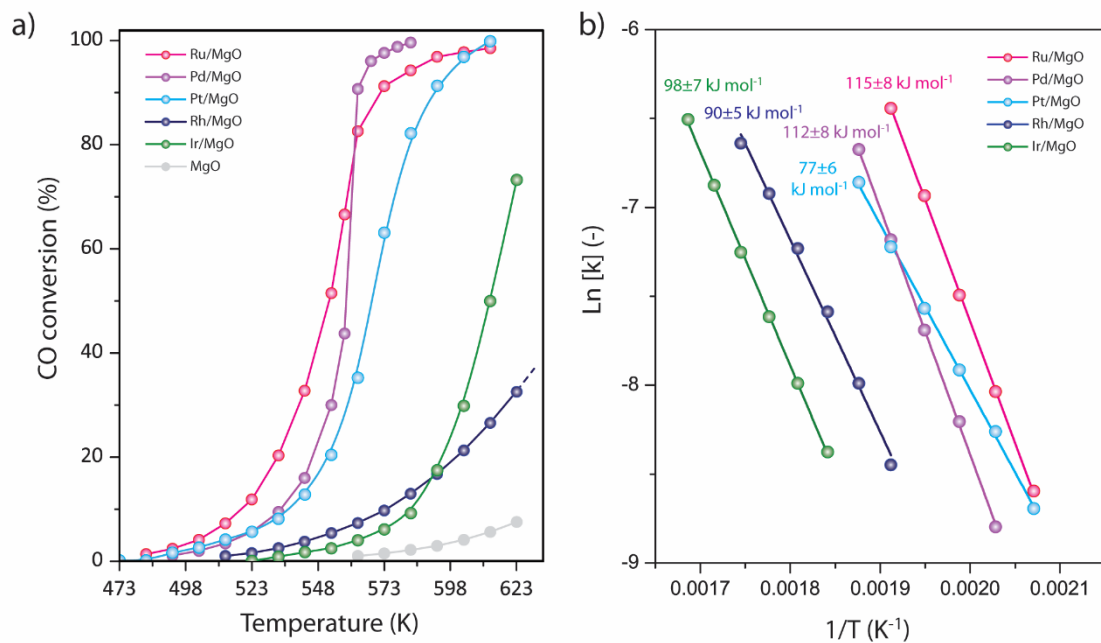 a)
CO conversion (%)
100
80
60
40
20
0
Ru/MgO
Pd/MgO
Pt/MgO
Rh/MgO
Ir/MgO
MgO
473 498 523 548 573 598 623
Temperature (K)
b)
Ln [k] (-)
-6
-7
-8
-9
98±7 kJ mol⁻¹
90±5 kJ mol⁻¹
115±8 kJ mol⁻¹
112±8 kJ mol⁻¹
77±6
kJ mol⁻¹
Ru/MgO
Pd/MgO
Pt/MgO
Rh/MgO
Ir/MgO
0.0017 0.0018 0.0019 0.0020 0.0021
1/T (K⁻¹)